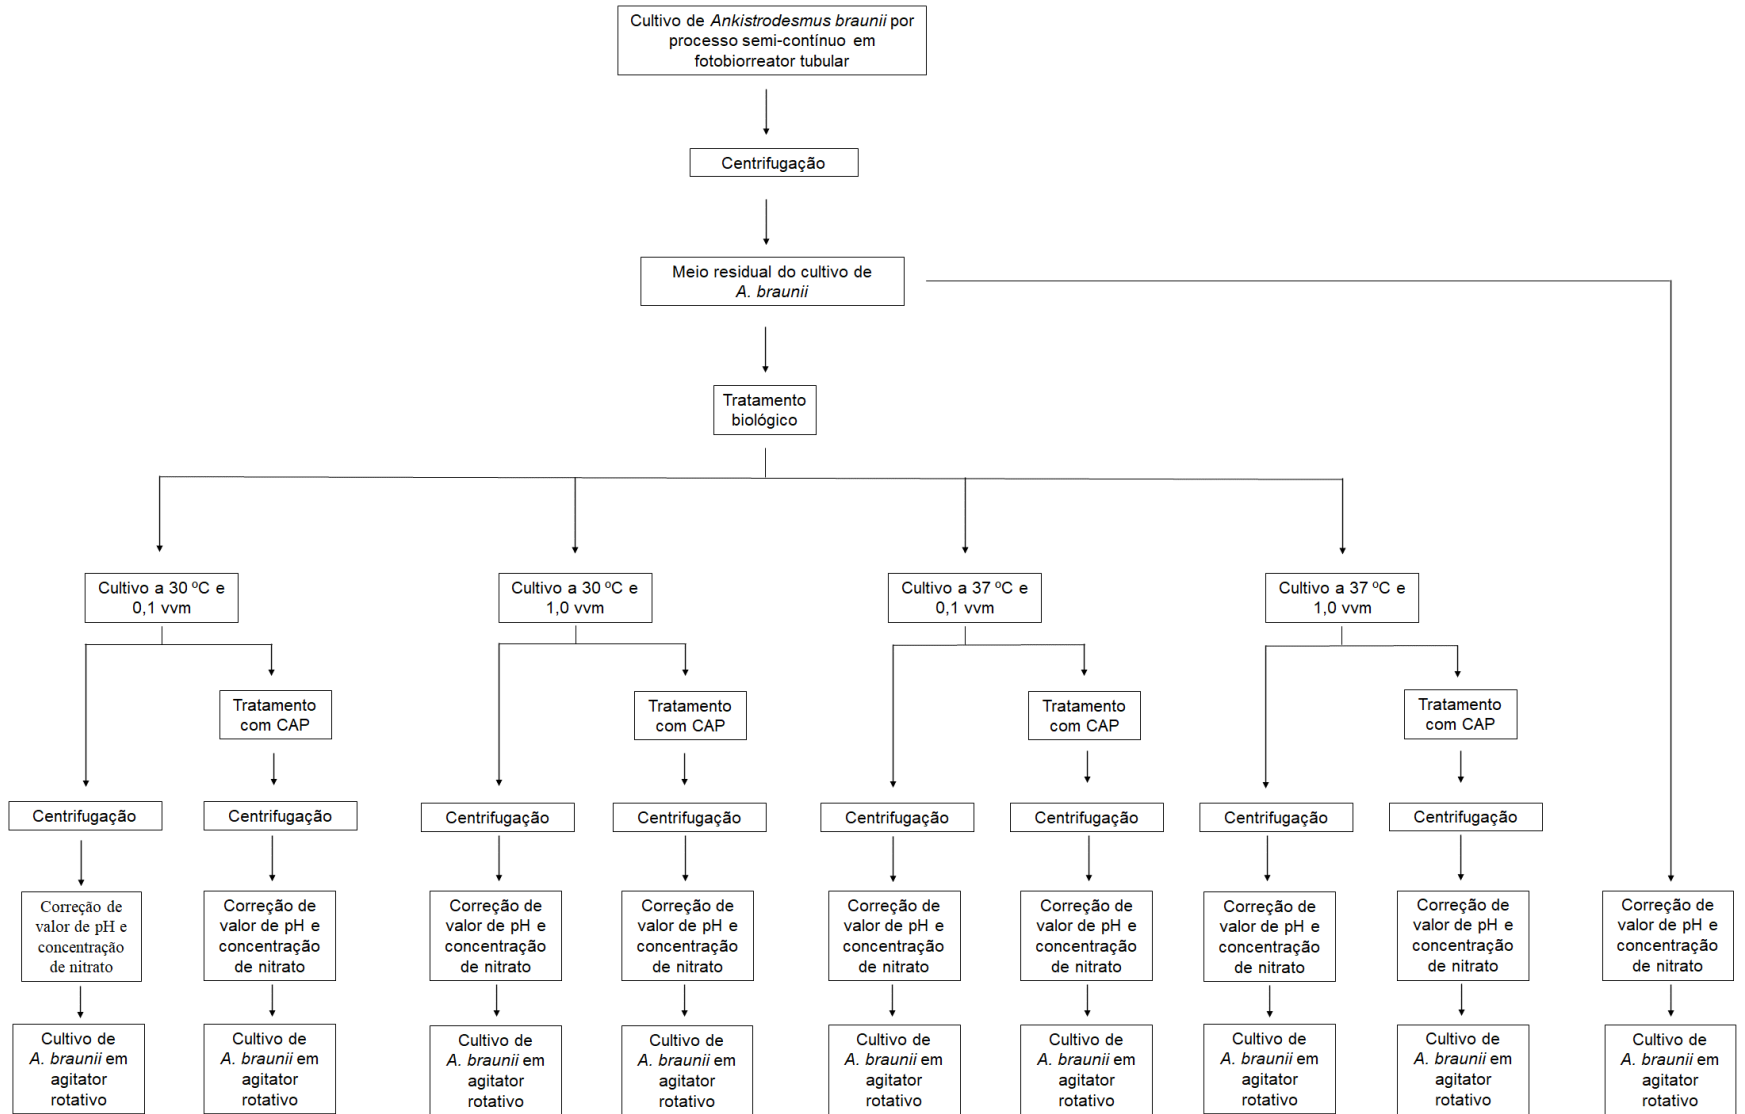 Cultivo de Ankistrodesmus braunii por
processo semi-contínuo em
fotobiorreator tubular
Centrifugação
Meio residual do cultivo de
A. braunii
Tratamento
biológico
Cultivo a 30 ºC e
0,1 vvm
Cultivo a 30 ºC e
1,0 vvm
Cultivo a 37 ºC e
0,1 vvm
Cultivo a 37 ºC e
1,0 vvm
Tratamento
com CAP
Tratamento
com CAP
Tratamento
com CAP
Tratamento
com CAP
Centrifugação
Centrifugação
Centrifugação
Centrifugação
Centrifugação
Centrifugação
Centrifugação
Centrifugação
Correção de
valor de pH e
concentração
de nitrato
Correção de
valor de pH e
concentração
de nitrato
Correção de
valor de pH e
concentração
de nitrato
Correção de
valor de pH e
concentração
de nitrato
Correção de
valor de pH e
concentração
de nitrato
Correção de
valor de pH e
concentração
de nitrato
Correção de
valor de pH e
concentração
de nitrato
Correção de
valor de pH e
concentração
de nitrato
Correção de
valor de pH e
concentração
de nitrato
Cultivo de
A. braunii em
agitator
rotativo
Cultivo de
A. braunii em
agitator
rotativo
Cultivo de
A. braunii em
agitator
rotativo
Cultivo de
A. braunii em
agitator
rotativo
Cultivo de
A. braunii em
agitator
rotativo
Cultivo de
A. braunii em
agitator
rotativo
Cultivo de
A. braunii em
agitator
rotativo
Cultivo de
A. braunii em
agitator
rotativo
Cultivo de
A. braunii em
agitator
rotativo